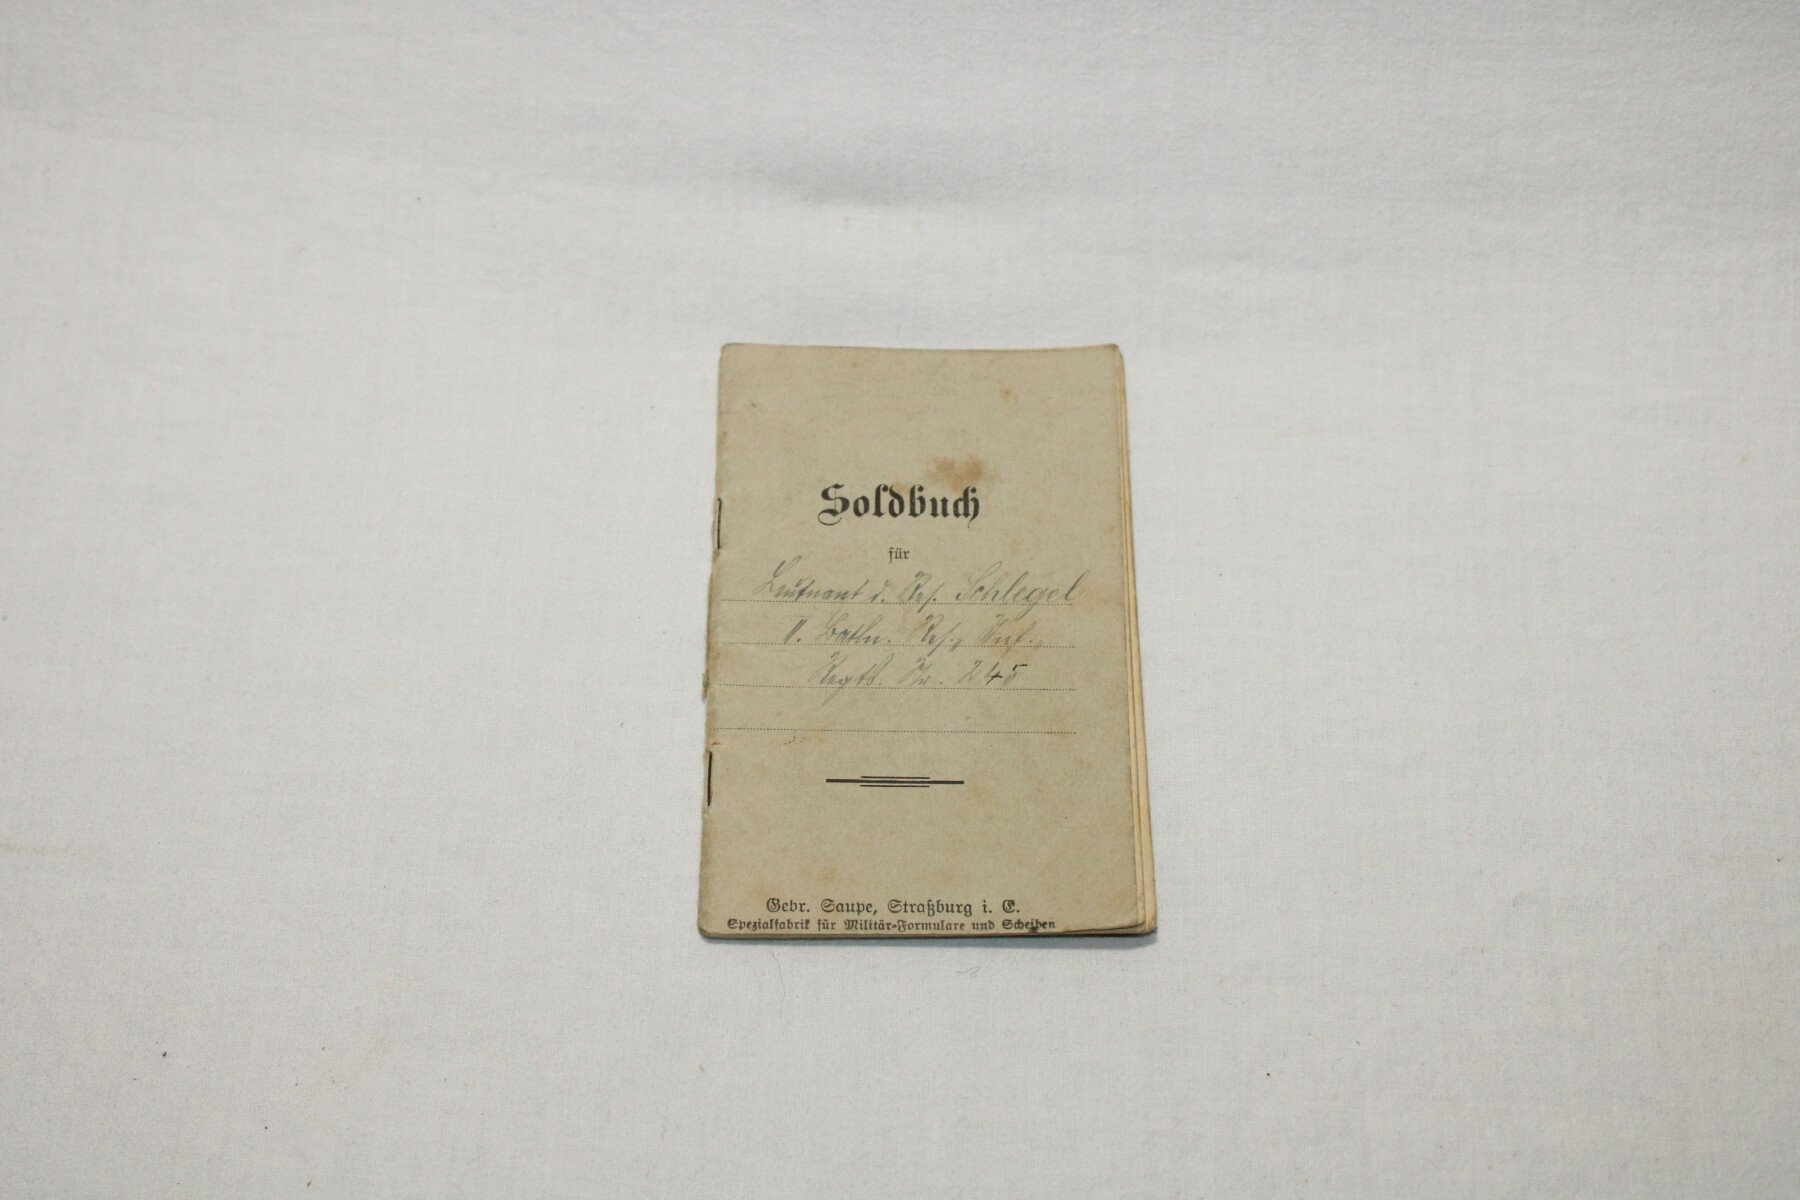 Soldbuch
für
Leutnant d. Res. Schlegel
II. Batln. Res., Inf.,
Regts. Nr. 245
Gebr. Saupe, Straßburg i. E.
Spezialfabrik für Militär-Formulare und Scheiben